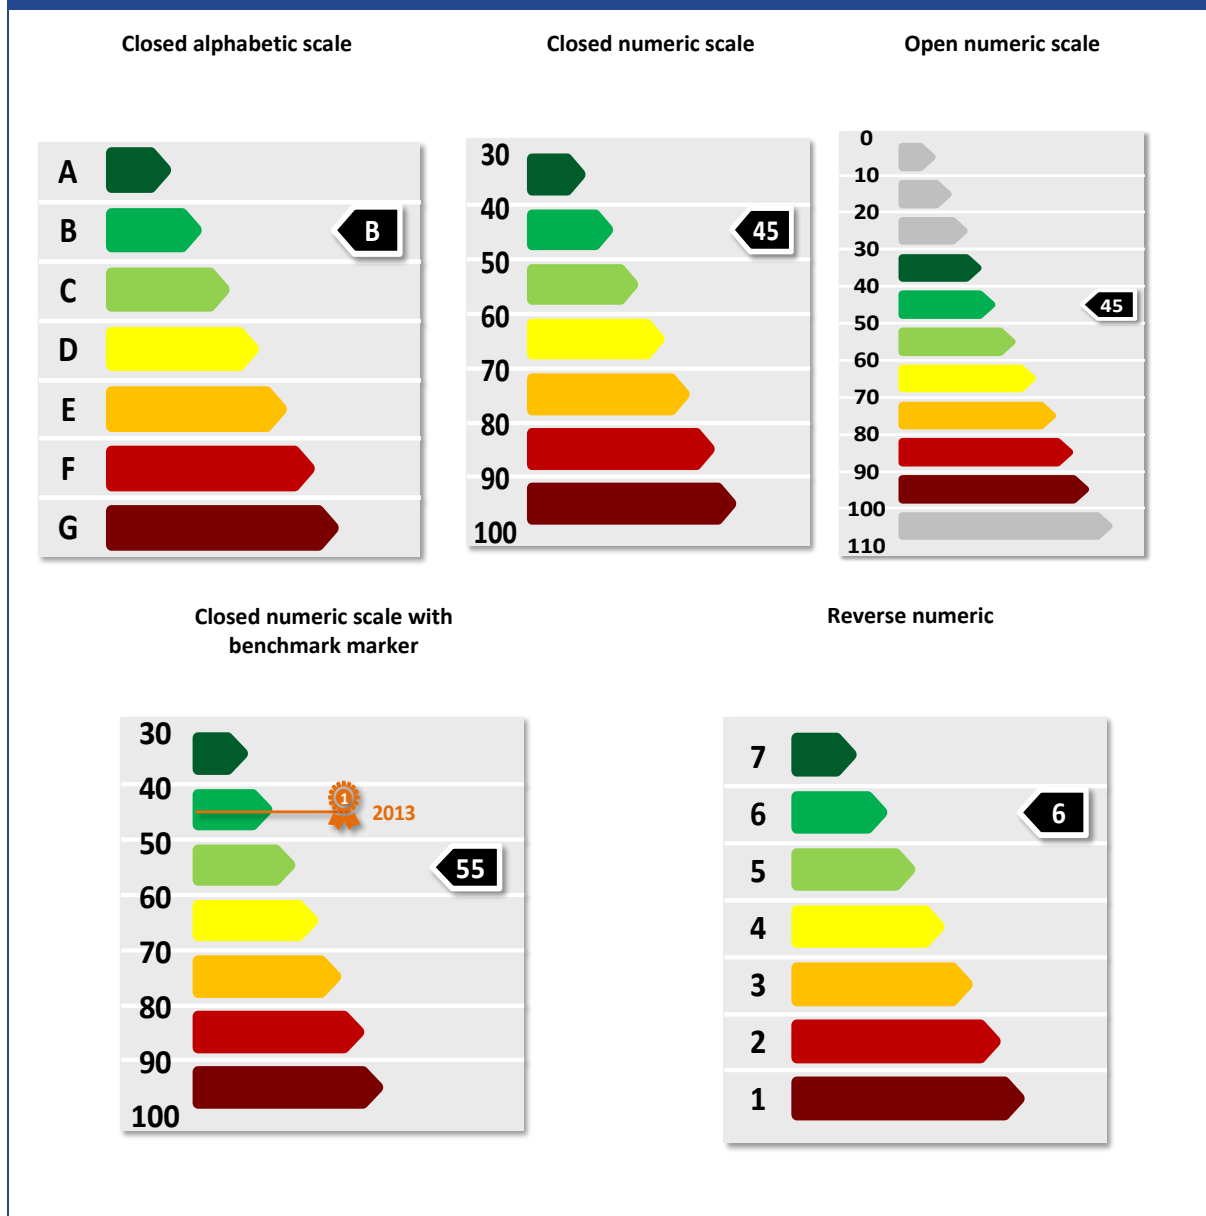 Closed alphabetic scale
A
B
B
C
D
E
F
G
Closed numeric scale
30
40
45
50
60
70
80
90
100
Open numeric scale
0
10
20
30
40
45
50
60
70
80
90
100
110
Closed numeric scale with
benchmark marker
30
40
1
2013
50
55
60
70
80
90
100
Reverse numeric
7
6
6
5
4
3
2
1